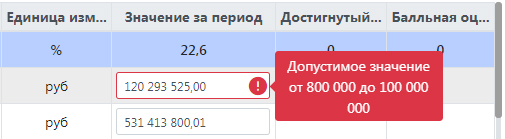 Единица изм... Значение за период Достигнутый... Балльная оц...
% 22,6 0 0
руб 120 293 525,00
Допустимое значение
от 800 000 до 100 000
000
руб 531 413 800,01